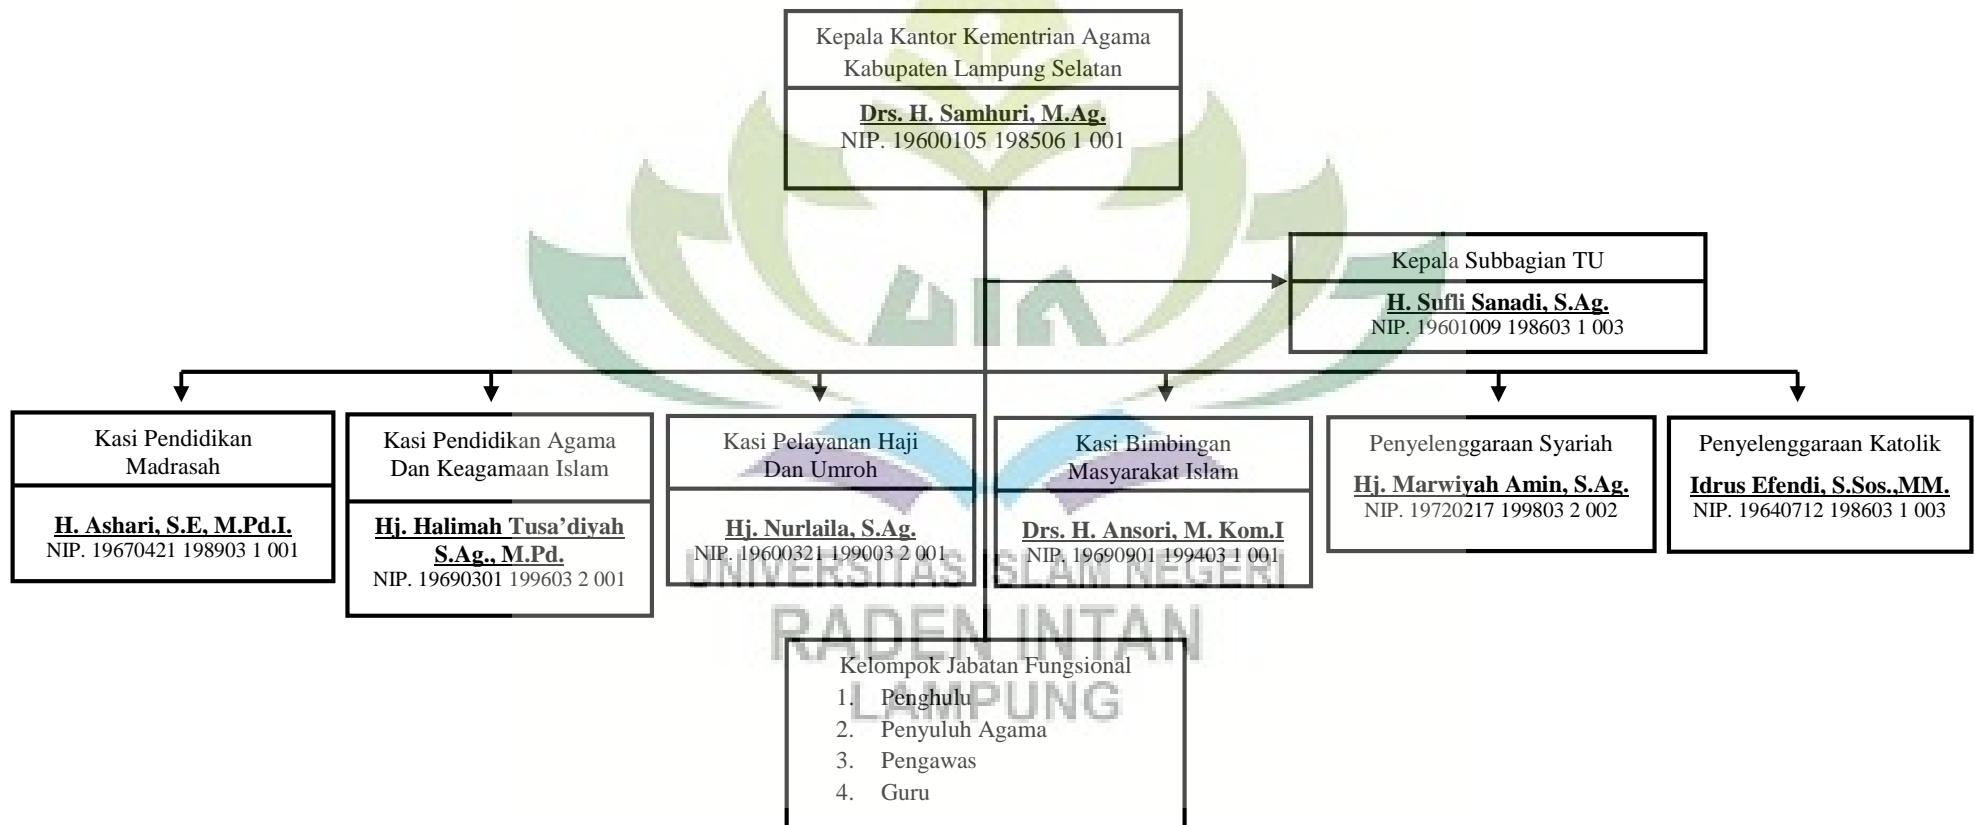 Kepala Kantor Kementrian Agama
Kabupaten Lampung Selatan
Drs. H. Samhuri, M.Ag.
NIP. 19600105 198506 1 001
Kepala Subbagian TU
H. Sufli Sanadi, S.Ag.
NIP. 19601009 198603 1 003
Kasi Pendidikan
Madrasah
H. Ashari, S.E, M.Pd.I.
NIP. 19670421 198903 1 001
Kasi Pendidikan Agama
Dan Keagamaan Islam
Hj. Halimah Tusa’diyah
S.Ag., M.Pd.
NIP. 19690301 199603 2 001
Kasi Pelayanan Haji
Dan Umroh
Hj. Nurlaila, S.Ag.
NIP. 19600321 199003 2 001
Kasi Bimbingan
Masyarakat Islam
Drs. H. Ansori, M. Kom.I
NIP. 19690901 199403 1 001
Penyelenggaraan Syariah
Hj. Marwiyah Amin, S.Ag.
NIP. 19720217 199803 2 002
Penyelenggaraan Katolik
Idrus Efendi, S.Sos.,MM.
NIP. 19640712 198603 1 003
UNIVERSITAS ISLAM NEGERI
RADEN INTAN
LAMPUNG
Kelompok Jabatan Fungsional
1. Penghulu
2. Penyuluh Agama
3. Pengawas
4. Guru